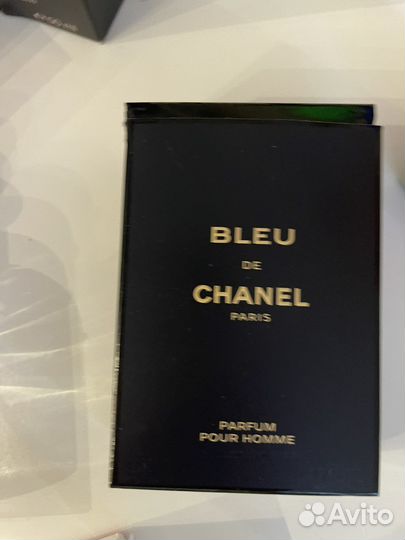 BLEU
DE
CHANEL
PARIS
PARFUM
POUR HOMME
Avito